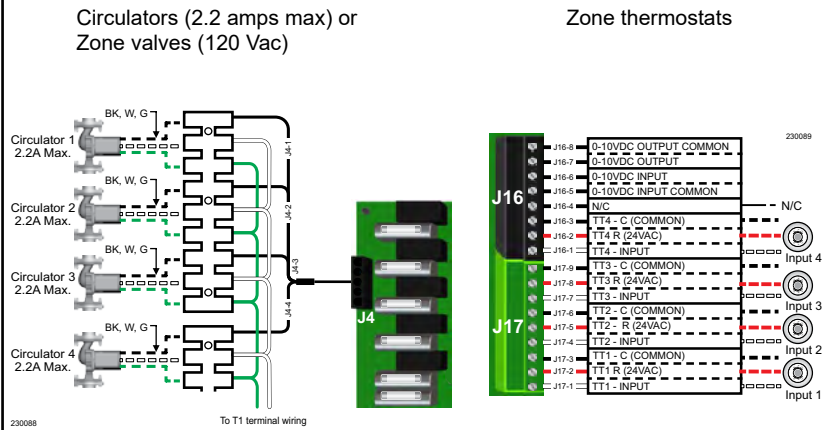 Circulators (2.2 amps max) or
Zone valves (120 Vac)
BK, W, G
Circulator 1
2.2A Max.
BK, W, G
Circulator 2
2.2A Max.
BK, W, G
Circulator 3
2.2A Max.
BK, W, G
Circulator 4
2.2A Max.
J4-1
J4-2
J4-3
J4-4
J4
To T1 terminal wiring
230088
Zone thermostats
230089
J16
J16-8 0-10VDC OUTPUT COMMON
J16-7 0-10VDC OUTPUT
J16-6 0-10VDC INPUT
J16-5 0-10VDC INPUT COMMON
J16-4 N/C N/C
J16-3 TT4 - C (COMMON)
J16-2 TT4 R (24VAC)
J16-1 TT4 - INPUT
Input 4
J17
J17-9 TT3 - C (COMMON)
J17-8 TT3 R (24VAC)
J17-7 TT3 - INPUT
Input 3
J17-6 TT2 - C (COMMON)
J17-5 TT2 - R (24VAC)
J17-4 TT2 - INPUT
Input 2
J17-3 TT1 - C (COMMON)
J17-2 TT1 R (24VAC)
J17-1 TT1 - INPUT
Input 1